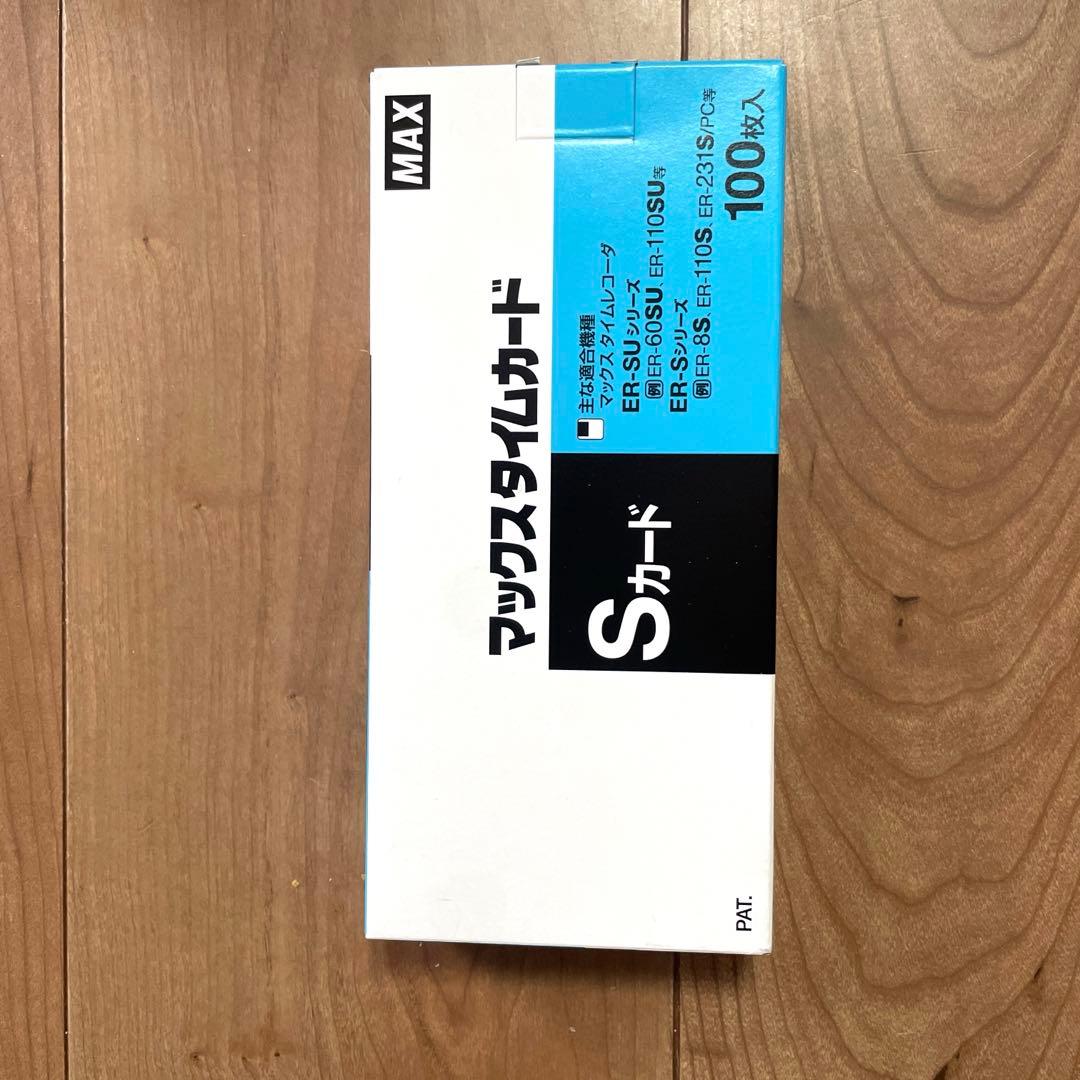 MAX
マックスタイムカード
Sカード
主な適合機種
マックス タイムレコーダ
ER-SUシリーズ
例 ER-60SU、ER-110SU等
ER-Sシリーズ
例 ER-8S、ER-110S、ER-231S/PC等
100枚入
PAT.